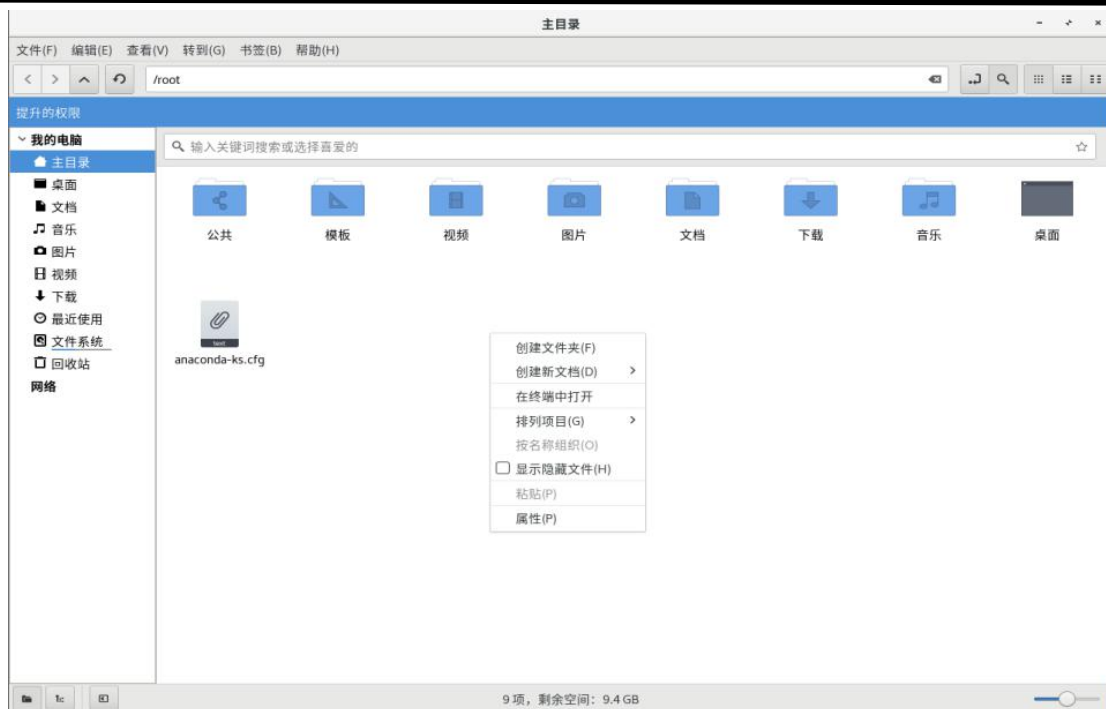 主目录
文件(F) 编辑(E) 查看(V) 转到(G) 书签(B) 帮助(H)
/root
提升的权限
我的电脑
主目录
桌面
文档
音乐
图片
视频
下载
最近使用
文件系统
回收站
网络
输入关键词搜索或选择喜爱的
公共 模板 视频 图片 文档 下载 音乐 桌面
text
anaconda-ks.cfg
创建文件夹(F)
创建新文档(D)
在终端中打开
排列项目(G)
按名称组织(O)
显示隐藏文件(H)
粘贴(P)
属性(P)
9 项，剩余空间：9.4 GB